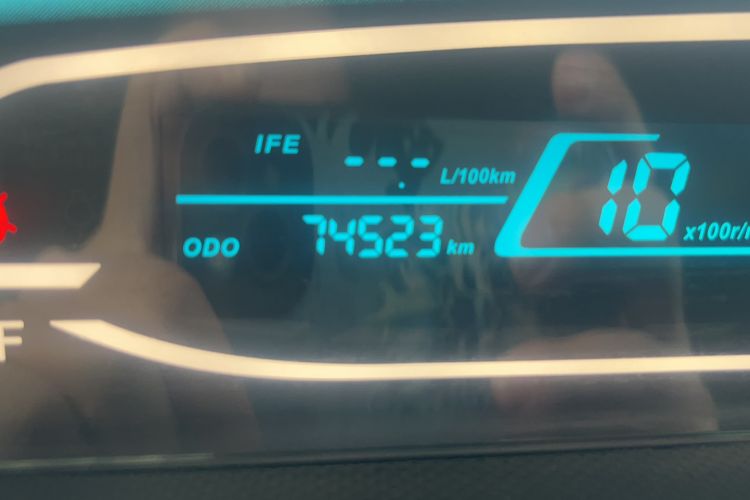 IFE ---. L/100km
ODO 74523 km
10 x100r/
F